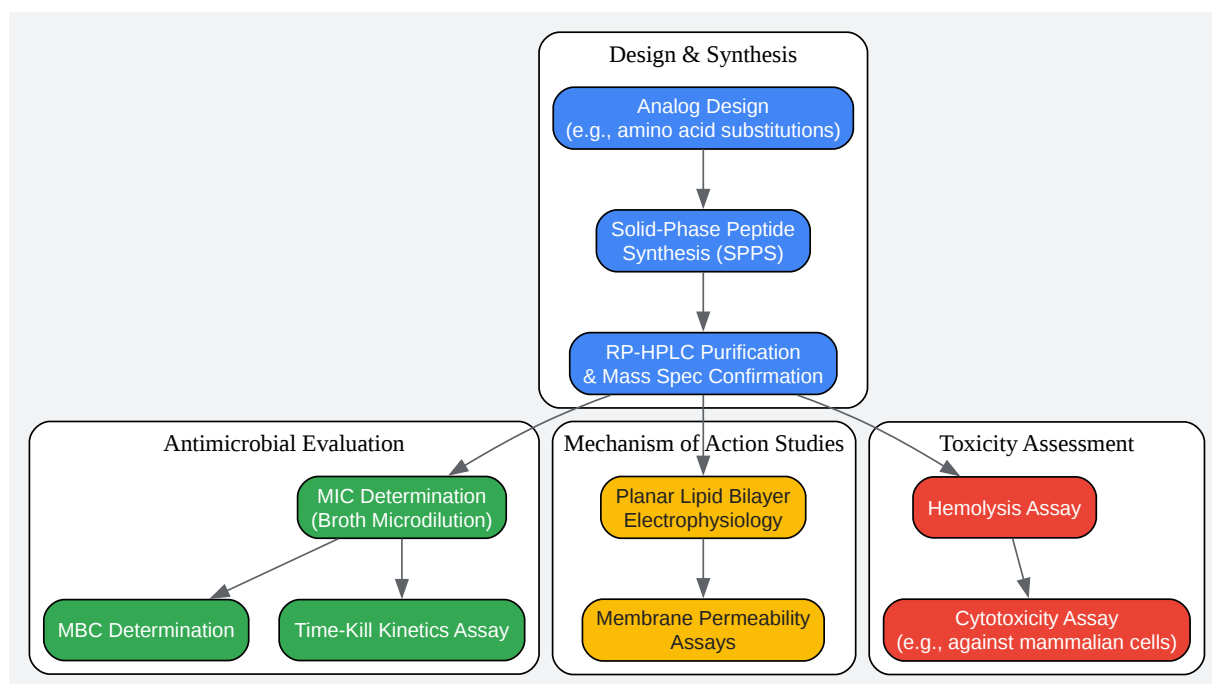 Design & Synthesis
Analog Design
(e.g., amino acid substitutions)
Solid-Phase Peptide
Synthesis (SPPS)
RP-HPLC Purification
& Mass Spec Confirmation
Antimicrobial Evaluation
MIC Determination
(Broth Microdilution)
MBC Determination
Time-Kill Kinetics Assay
Mechanism of Action Studies
Planar Lipid Bilayer
Electrophysiology
Membrane Permeability
Assays
Toxicity Assessment
Hemolysis Assay
Cytotoxicity Assay
(e.g., against mammalian cells)